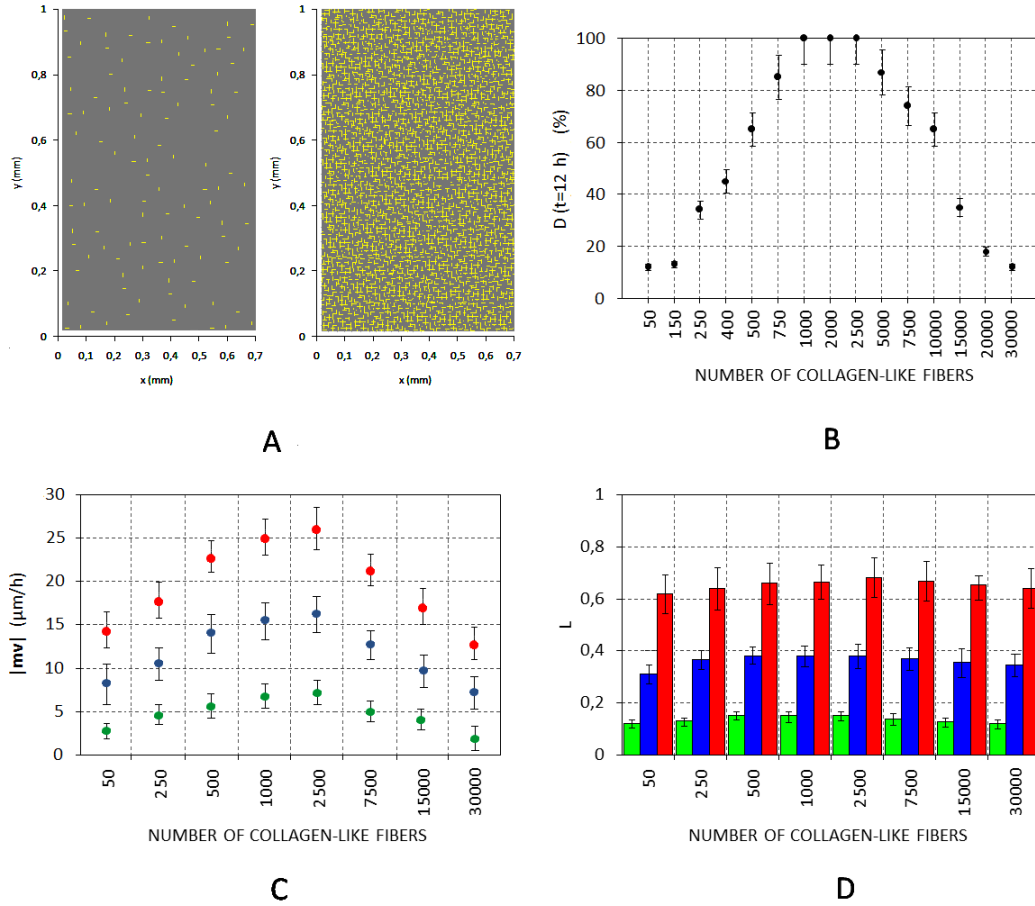 1
0,8
0,6
0,4
0,2
0
y (mm)
0 0,1 0,2 0,3 0,4 0,5 0,6 0,7
x (mm)
1
0,8
0,6
0,4
0,2
0
y (mm)
0 0,1 0,2 0,3 0,4 0,5 0,6 0,7
x (mm)
A
100
80
60
40
20
0
D (t=12 h) (%)
50 150 250 400 500 750 1000 2000 2500 5000 7500 10000 15000 20000 30000
NUMBER OF COLLAGEN-LIKE FIBERS
B
30
25
20
15
10
5
0
|mv| (µm/h)
50 250 500 1000 2500 7500 15000 30000
NUMBER OF COLLAGEN-LIKE FIBERS
C
1
0,8
0,6
0,4
0,2
0
L
50 250 500 1000 2500 7500 15000 30000
NUMBER OF COLLAGEN-LIKE FIBERS
D